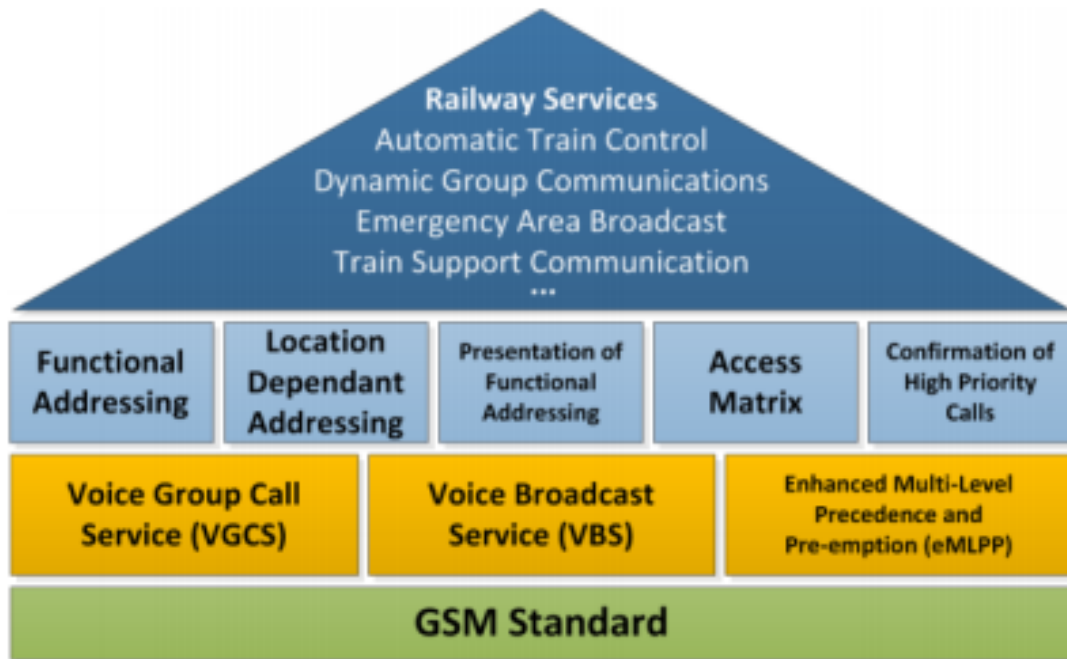 Railway Services
Automatic Train Control
Dynamic Group Communications
Emergency Area Broadcast
Train Support Communication
...
Functional
Addressing
Location
Dependant
Addressing
Presentation of
Functional
Addressing
Access
Matrix
Confirmation of
High Priority
Calls
Voice Group Call
Service (VGCS)
Voice Broadcast
Service (VBS)
Enhanced Multi-Level
Precedence and
Pre-emption (eMLPP)
GSM Standard